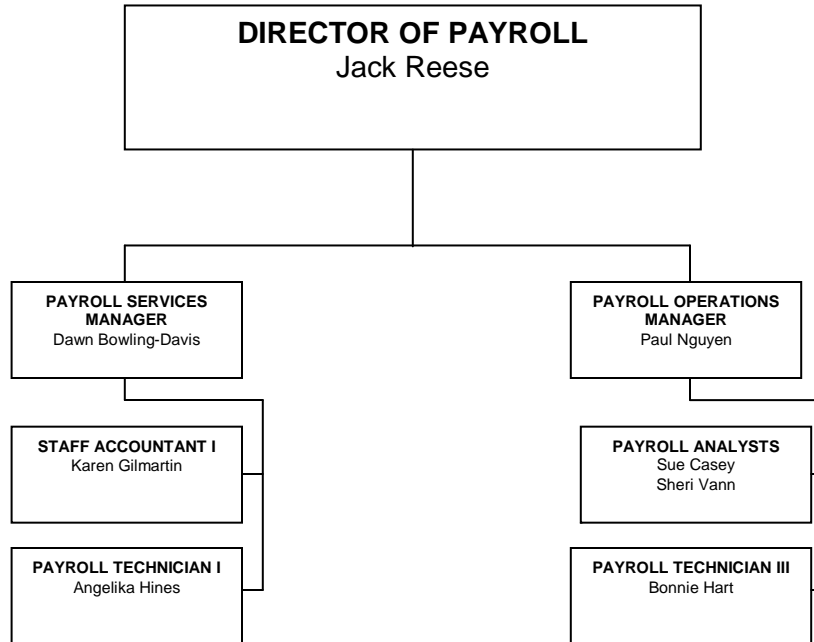 DIRECTOR OF PAYROLL
Jack Reese
PAYROLL SERVICES
MANAGER
Dawn Bowling-Davis
PAYROLL OPERATIONS
MANAGER
Paul Nguyen
STAFF ACCOUNTANT I
Karen Gilmartin
PAYROLL ANALYSTS
Sue Casey
Sheri Vann
PAYROLL TECHNICIAN I
Angelika Hines
PAYROLL TECHNICIAN III
Bonnie Hart